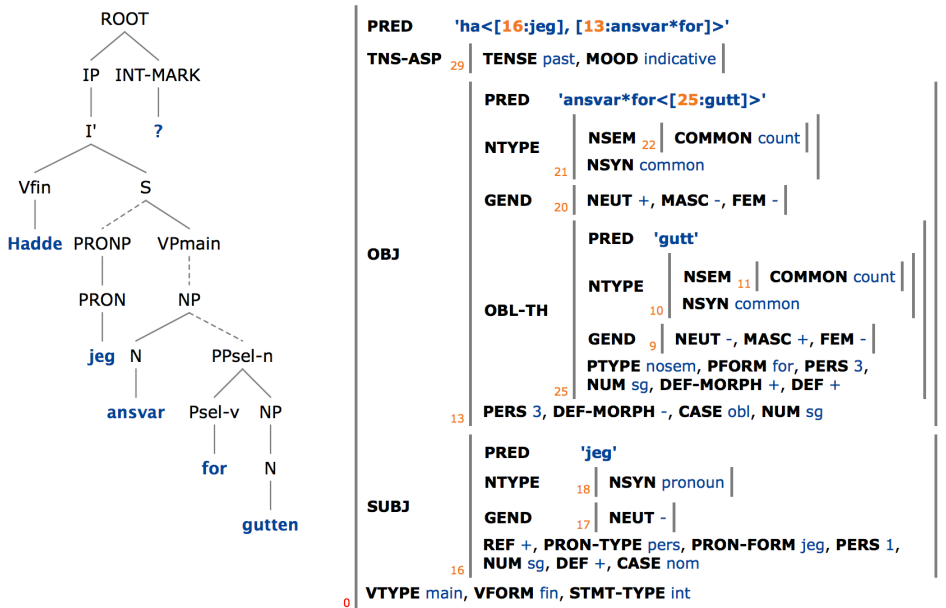 ROOT
IP INT-MARK
I' ?
Vfin S
Hadde PRONP VPmain
PRON NP
jeg N PPsel-n
ansvar Psel-v NP
for N
gutten
PRED 'ha<[16:jeg], [13:ansvar*for]>'
TNS-ASP 29 TENSE past, MOOD indicative
PRED 'ansvar*for<[25:gutt]>'
NSEM 22 COMMON count
NTYPE
21 NSYN common
GEND 20 NEUT +, MASC -, FEM -
PRED 'gutt'
OBJ
NSEM 11 COMMON count
NTYPE
10 NSYN common
OBL-TH
GEND 9 NEUT -, MASC +, FEM -
PTYPE nosem, PFORM for, PERS 3,
25 NUM sg, DEF-MORPH +, DEF +
13 PERS 3, DEF-MORPH -, CASE obl, NUM sg
PRED 'jeg'
NTYPE 18 NSYN pronoun
SUBJ
GEND 17 NEUT -
REF +, PRON-TYPE pers, PRON-FORM jeg, PERS 1,
16 NUM sg, DEF +, CASE nom
0 VTYPE main, VFORM fin, STMT-TYPE int